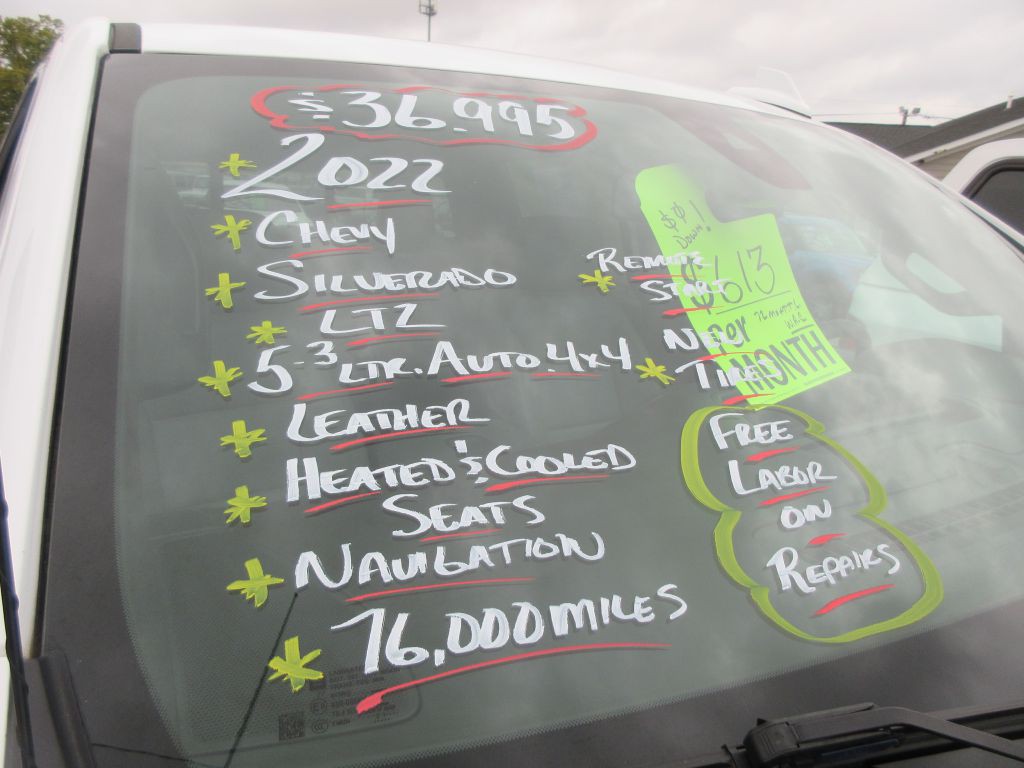 $36.995
2022
CHEVY
SILVERADO
LTZ
5.3 LTR. AUTO. 4x4
LEATHER
HEATED & COOLED
SEATS
NAVIGATION
76,000 MILES
REMOTE
START
NEW
TIRES
$0
DOWN!
$613
Per
MONTH
FREE
LABOR
ON
REPAIRS